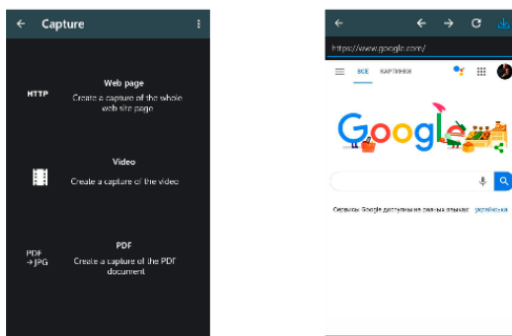 Capture
HTTP
Web page
Create a capture of the whole
web site page
Video
Create a capture of the video
PDF
→JPG
PDF
Create a capture of the PDF
document
https://www.google.com/
ВСЕ КАРТИНКИ
Google
Сервисы Google доступны на разных языках: українська